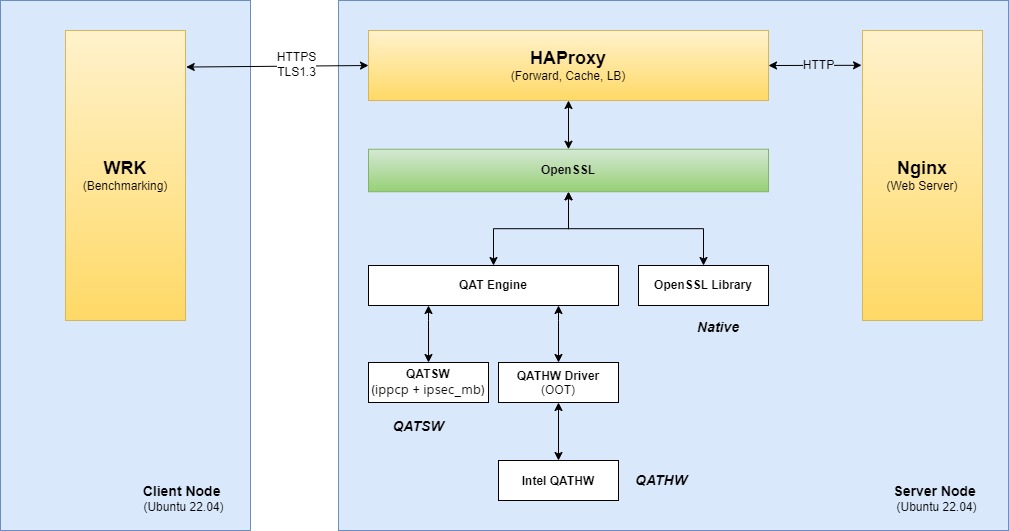 HTTPS
TLS1.3
HAProxy
(Forward, Cache, LB)
HTTP
WRK
(Benchmarking)
OpenSSL
Nginx
(Web Server)
QAT Engine
OpenSSL Library
Native
QATSW
(ippcp + ipsec_mb)
QATHW Driver
(OOT)
QATSW
Intel QATHW
QATHW
Client Node
(Ubuntu 22.04)
Server Node
(Ubuntu 22.04)